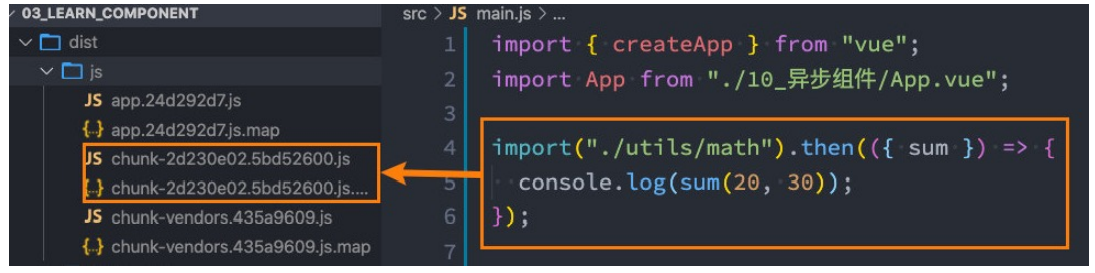 03_LEARN_COMPONENT
dist
js
JS app.24d292d7.js
{..} app.24d292d7.js.map
JS chunk-2d230e02.5bd52600.js
{..} chunk-2d230e02.5bd52600.js....
JS chunk-vendors.435a9609.js
{..} chunk-vendors.435a9609.js.map
src > JS main.js > ...
1 import { createApp } from "vue";
2 import App from "./10_异步组件/App.vue";
3
4 import("./utils/math").then(({ sum }) => {
5 console.log(sum(20, 30));
6 });
7